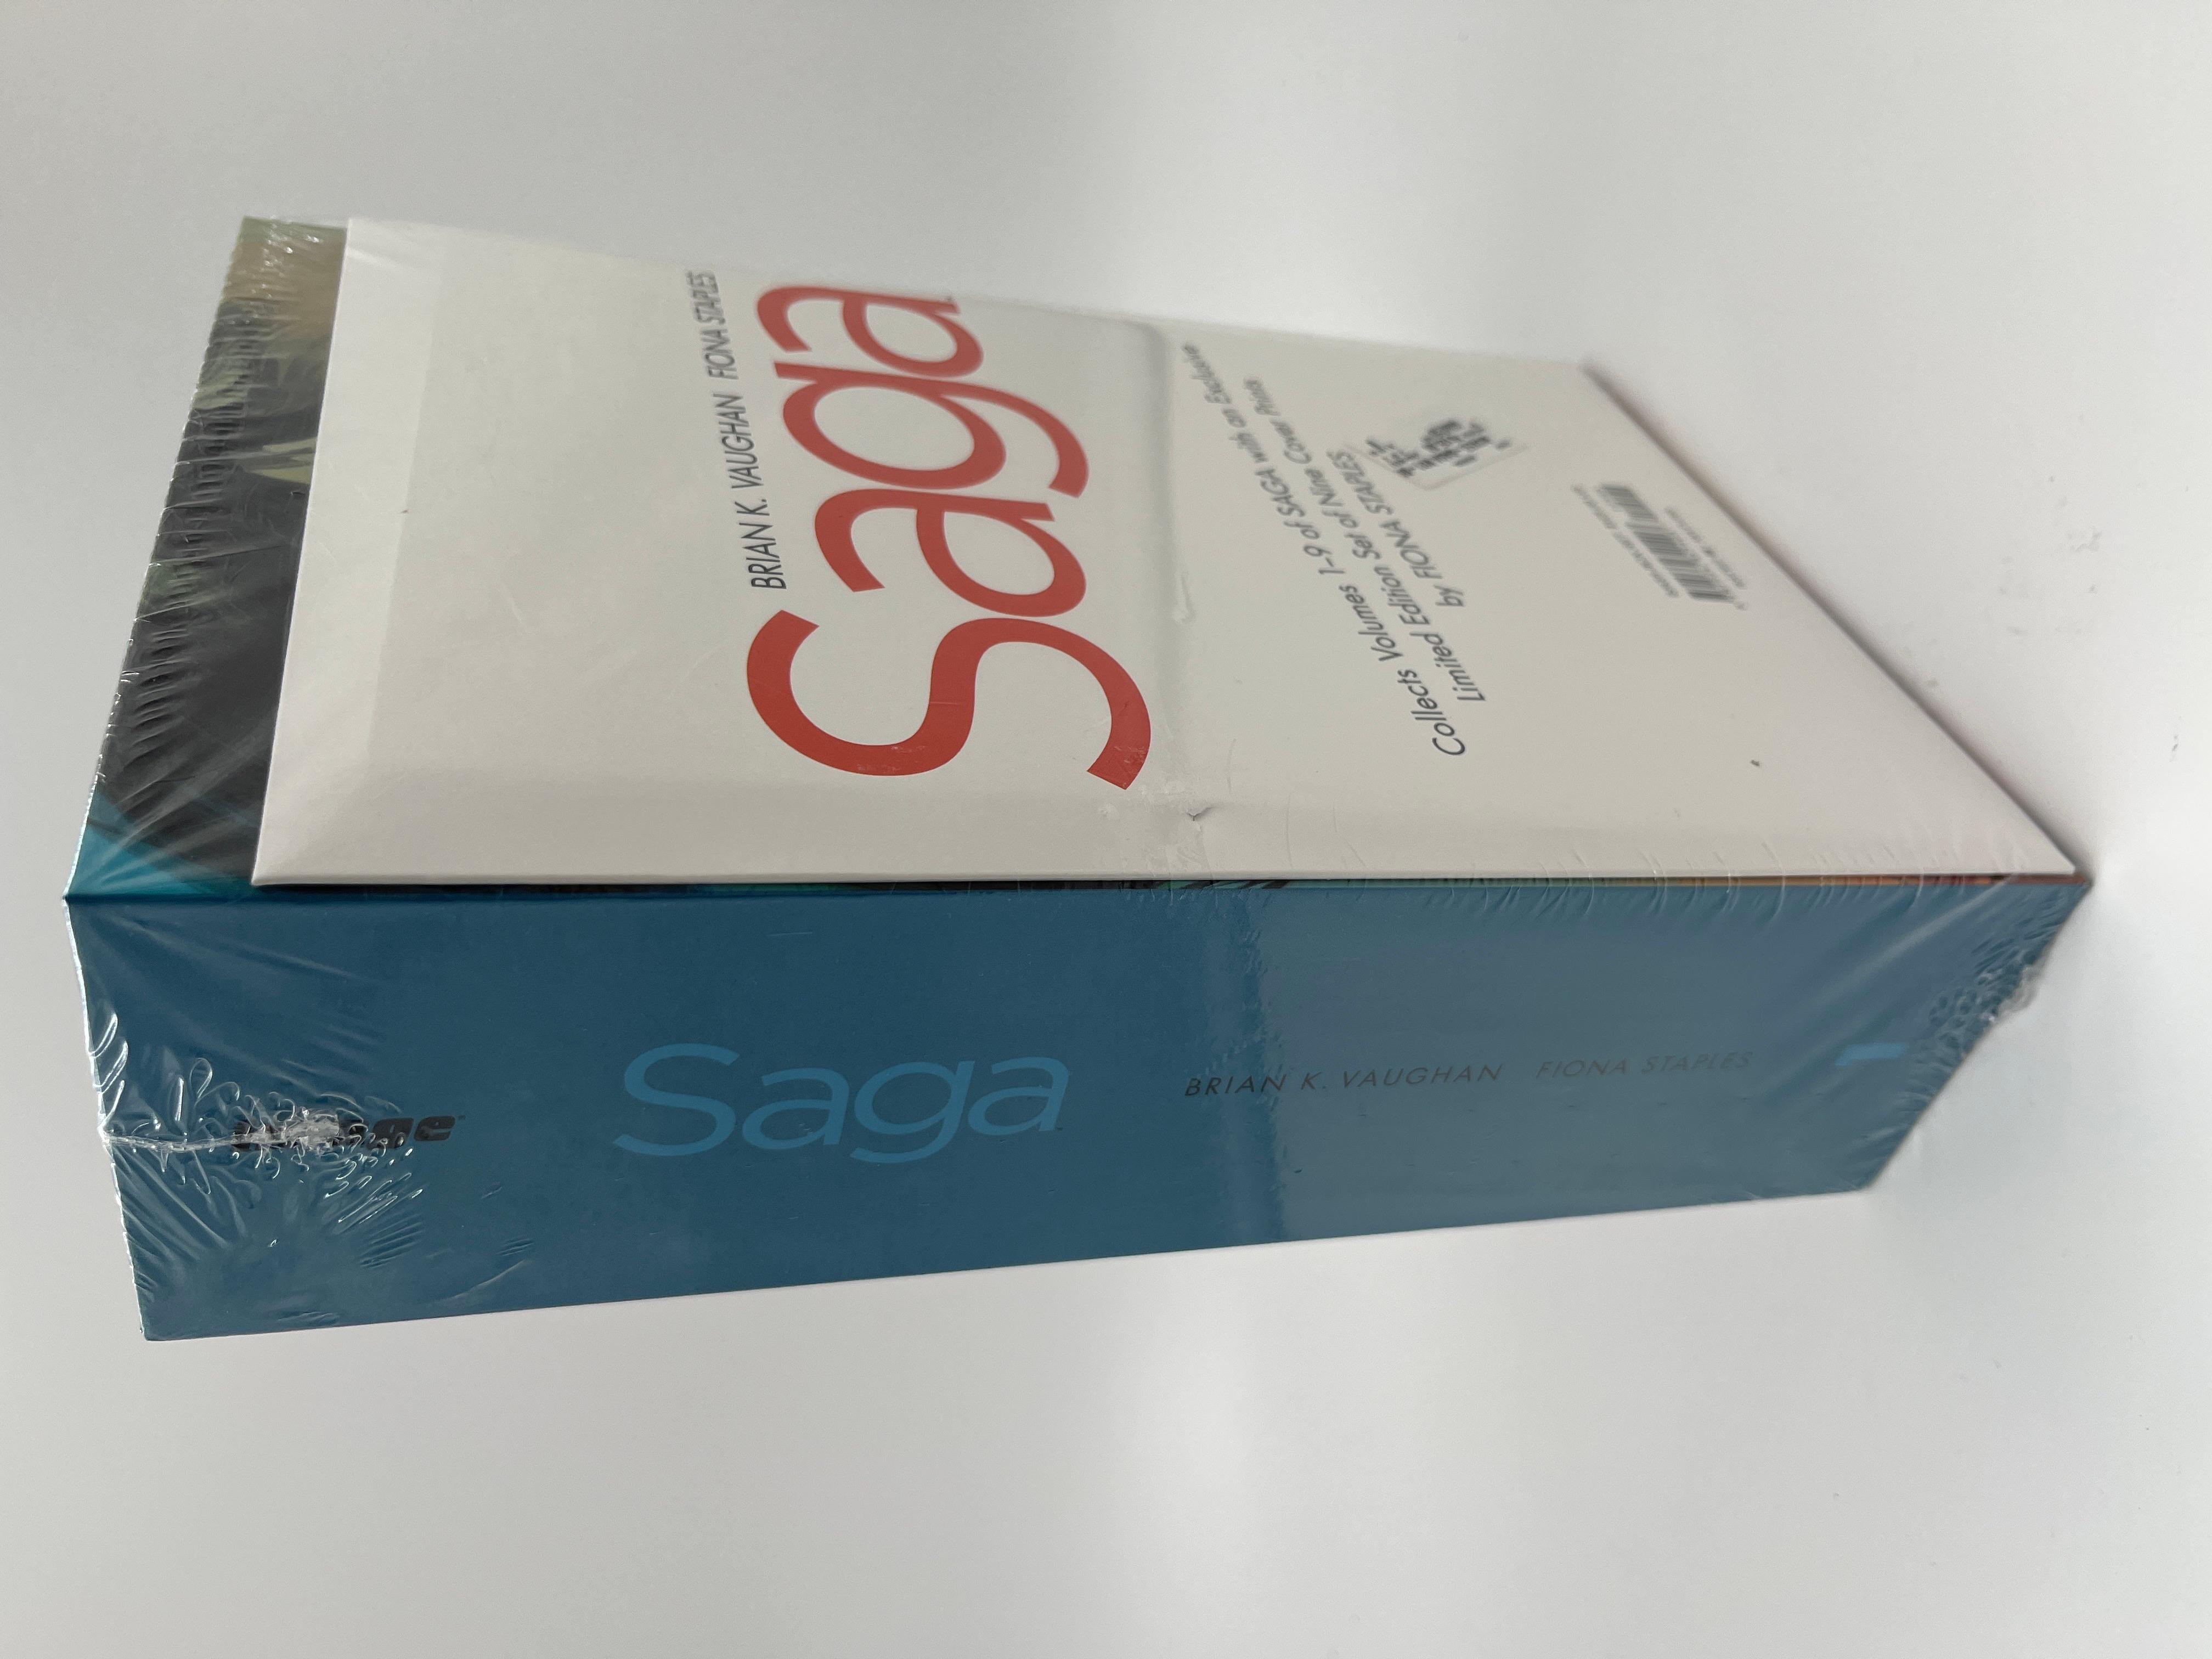 BRIAN K. VAUGHAN FIONA STAPLES
Saga
Collects Volumes 1-9 of SAGA with an Exclusive
Limited Edition Set of Nine Cover Prints
by FIONA STAPLES
Saga
BRIAN K. VAUGHAN FIONA STAPLES